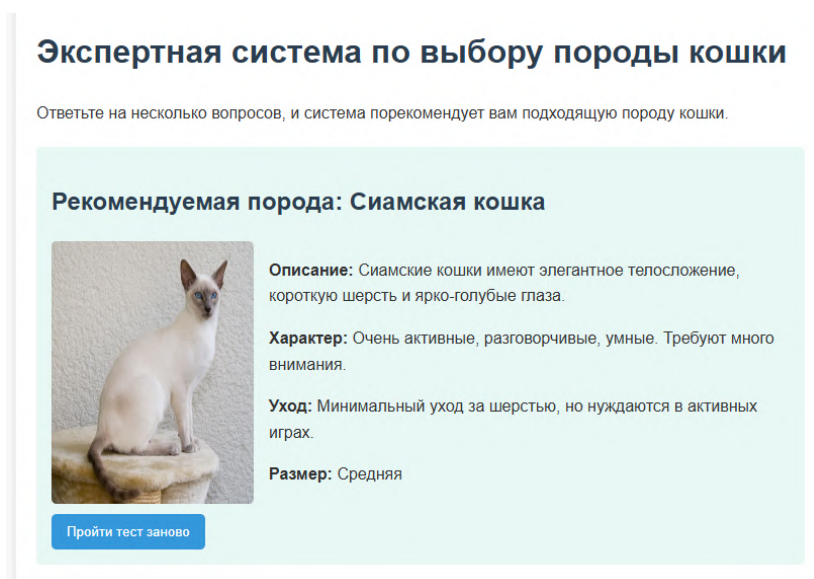 Экспертная система по выбору породы кошки
Ответьте на несколько вопросов, и система порекомендует вам подходящую породу кошки.
Рекомендуемая порода: Сиамская кошка
Описание: Сиамские кошки имеют элегантное телосложение,
короткую шерсть и ярко-голубые глаза.
Характер: Очень активные, разговорчивые, умные. Требуют много
внимания.
Уход: Минимальный уход за шерстью, но нуждаются в активных
играх.
Размер: Средняя
Пройти тест заново